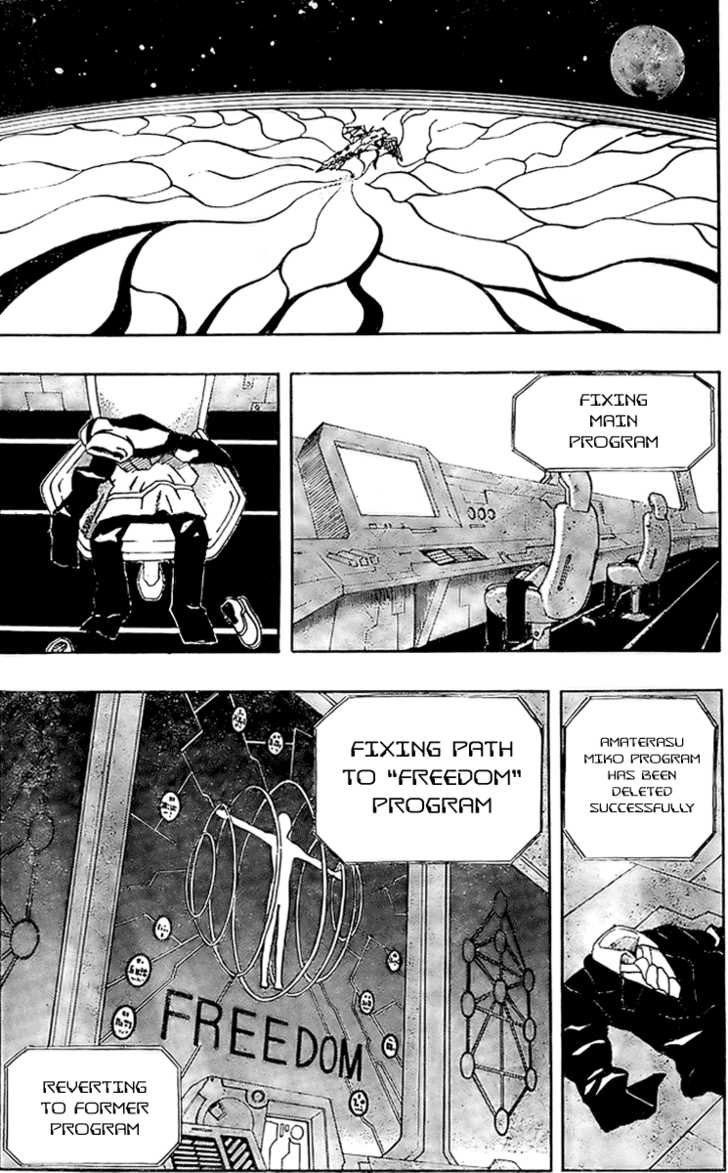 FIXING
MAIN
PROGRAM
AMATERASU
MIKO PROGRAM
HAS BEEN
DELETED
SUCCESSFULLY
FIXING PATH
TO "FREEDOM"
PROGRAM
FREEDOM
REVERTING
TO FORMER
PROGRAM